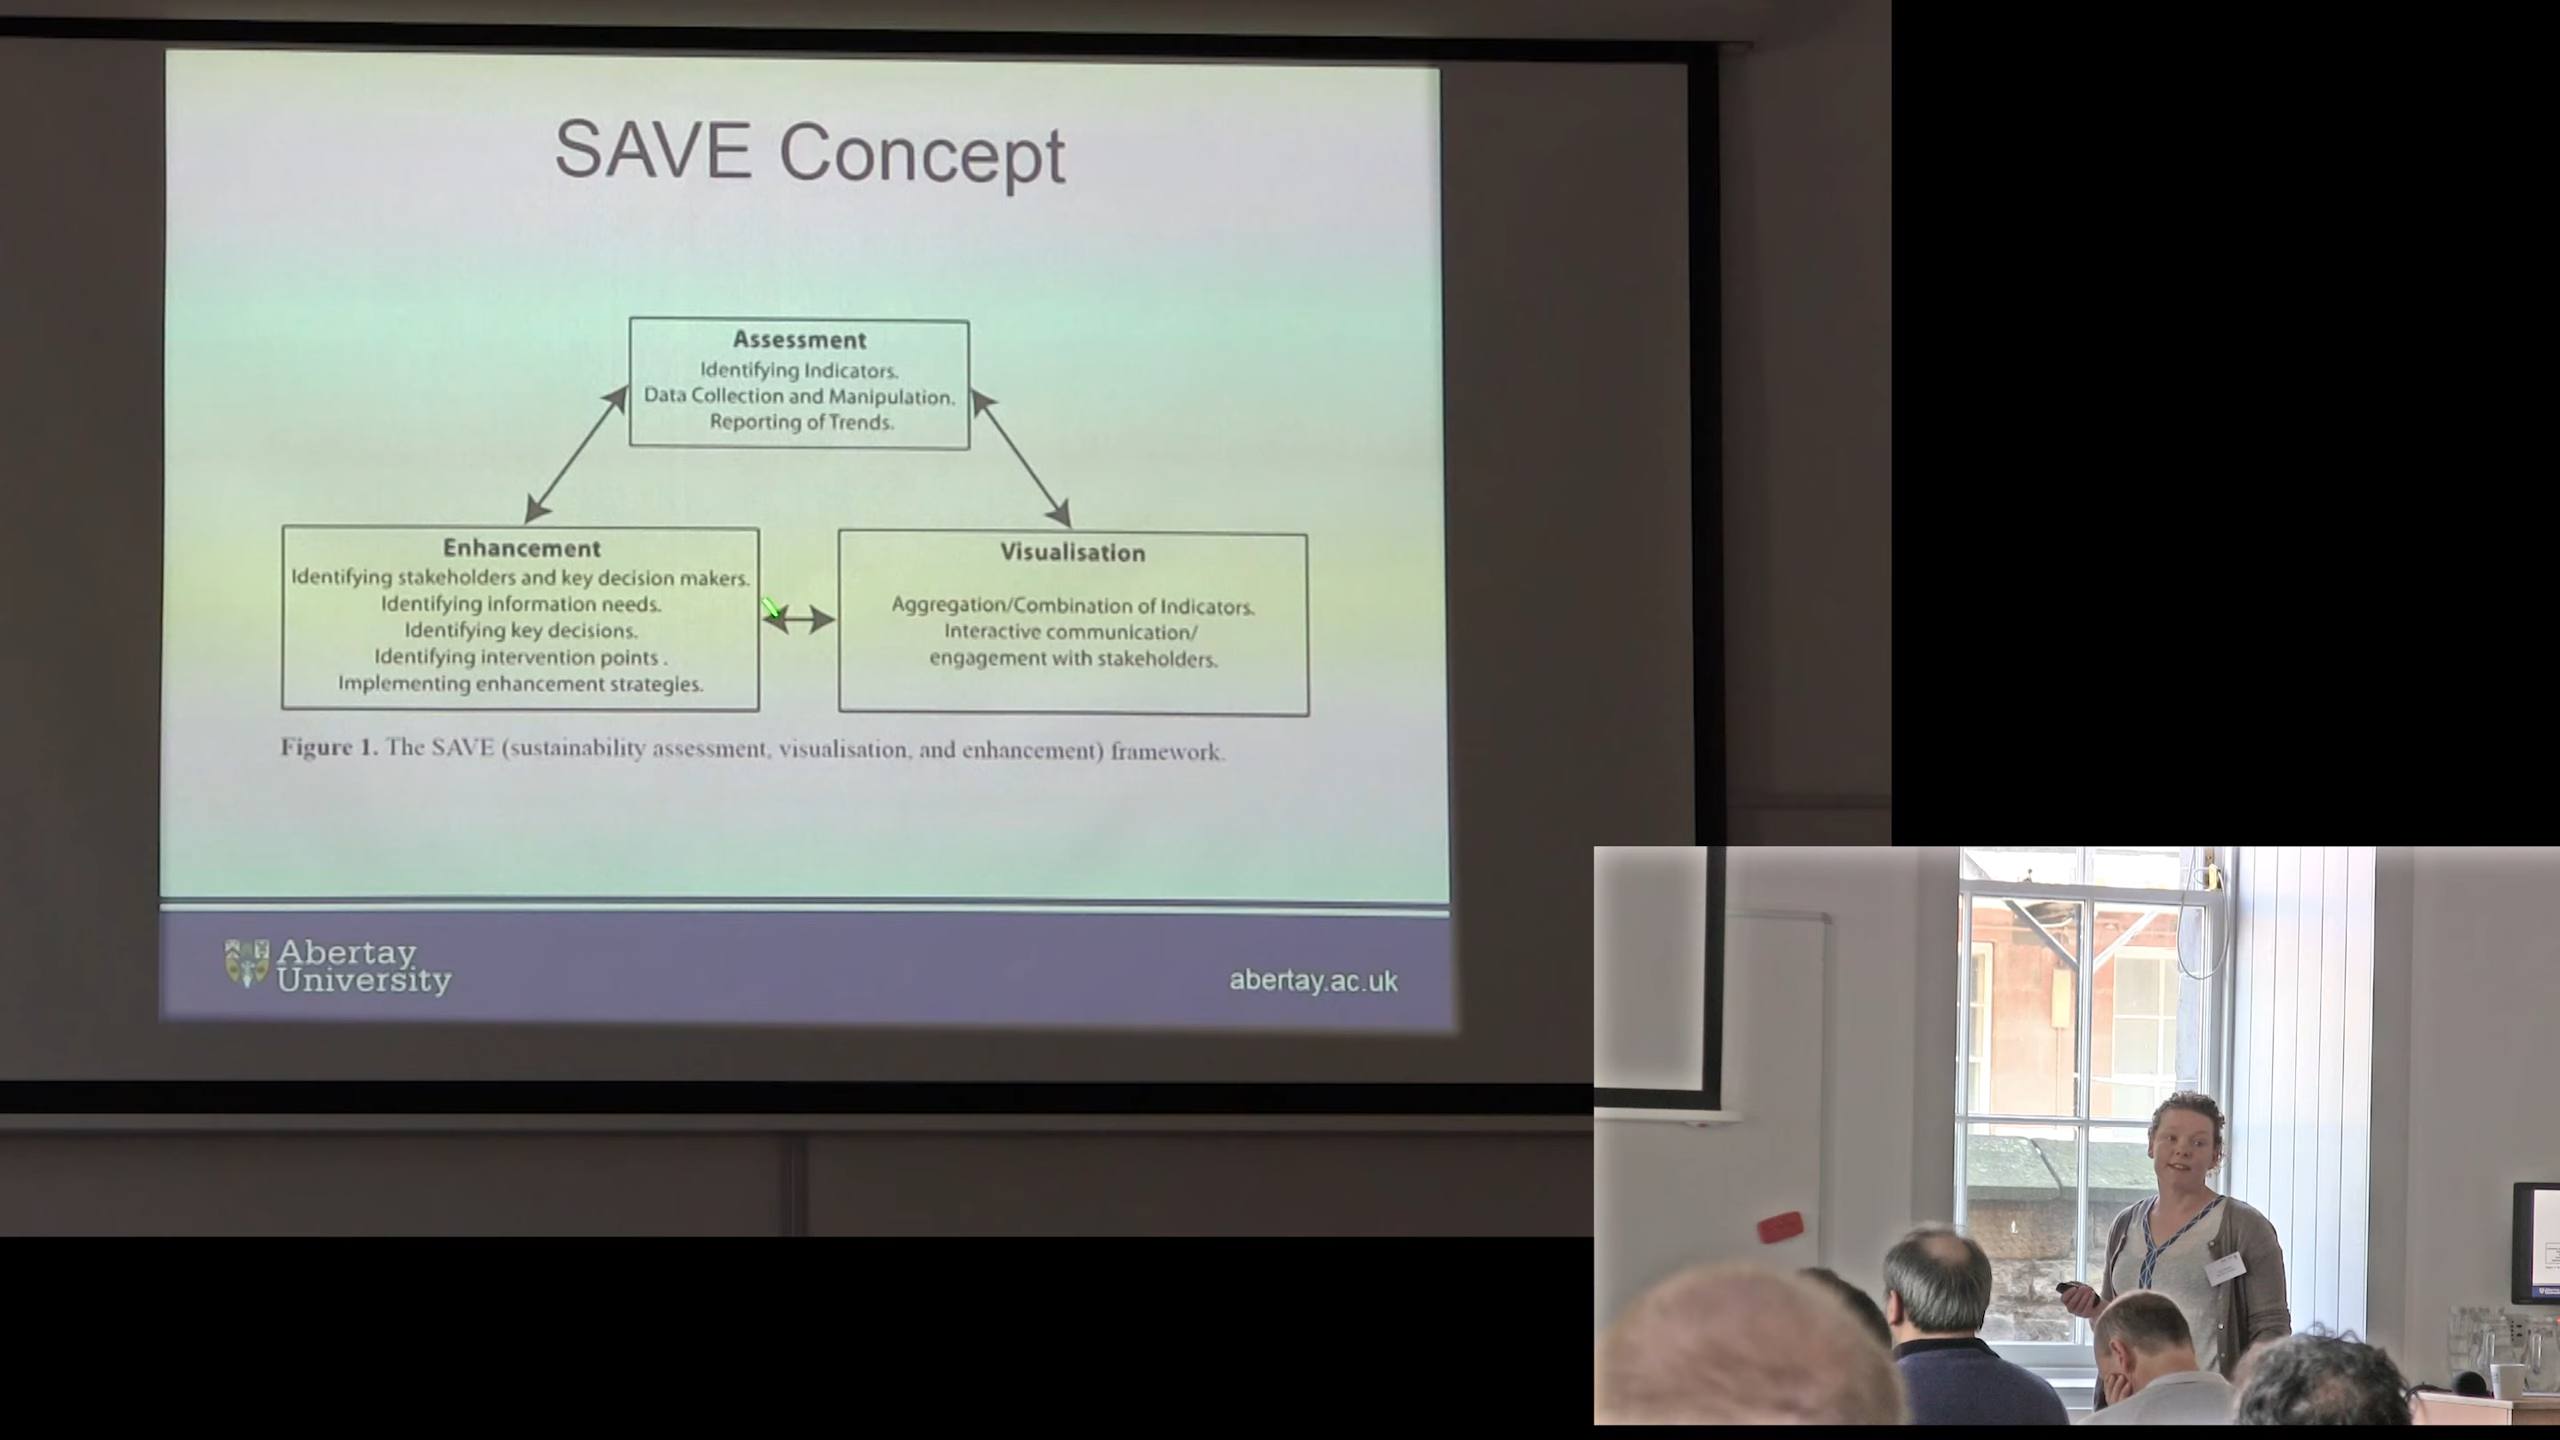 SAVE Concept
Assessment
Identifying Indicators.
Data Collection and Manipulation.
Reporting of Trends.
Enhancement
Identifying stakeholders and key decision makers.
Identifying information needs.
Identifying key decisions.
Identifying intervention points .
Implementing enhancement strategies.
Visualisation
Aggregation/Combination of Indicators.
Interactive communication/
engagement with stakeholders.
Figure 1. The SAVE (sustainability assessment, visualisation, and enhancement) framework.
Abertay
University
abertay.ac.uk